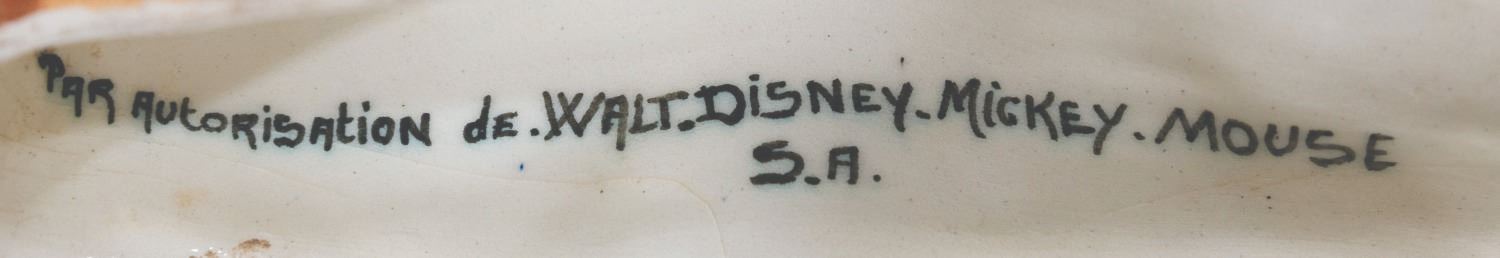 PAR AUtORiSAtiON dE.WALT.DiSNEY.MiCKEY.MOUSE
S.A.